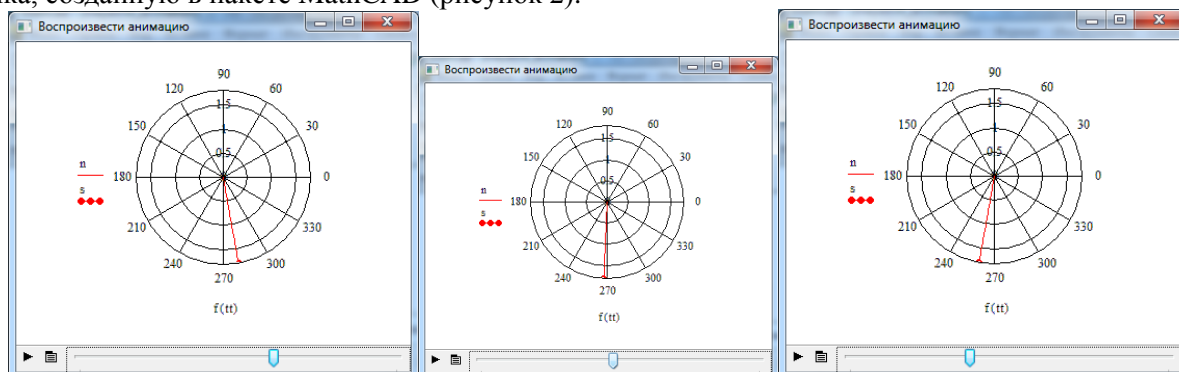 ка, созданную в пакете MathCAD (рисунок 2).
Воспроизвести анимацию
90
120 60
150 30
1.5
1
0.5
n
s
180 0
210 330
240 300
270
f(tt)
Воспроизвести анимацию
90
120 60
150 30
1.5
1
0.5
n
s
180 0
210 330
240 300
270
f(tt)
Воспроизвести анимацию
90
120 60
150 30
1.5
1
0.5
n
s
180 0
210 330
240 300
270
f(tt)